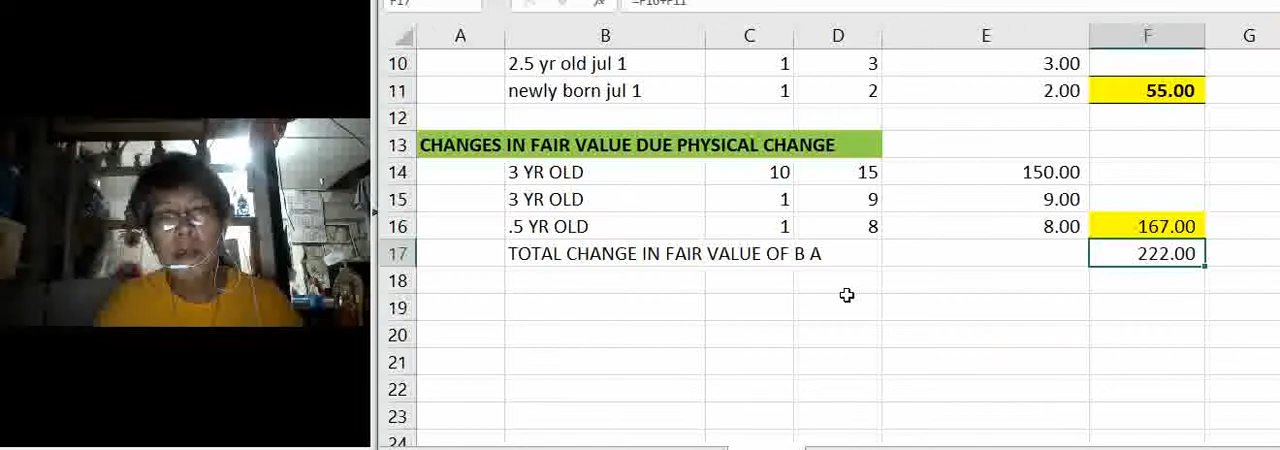 F17 =F16+F11
A B C D E F G
10 2.5 yr old jul 1 1 3 3.00
11 newly born jul 1 1 2 2.00 55.00
12
13 CHANGES IN FAIR VALUE DUE PHYSICAL CHANGE
14 3 YR OLD 10 15 150.00
15 3 YR OLD 1 9 9.00
16 .5 YR OLD 1 8 8.00 167.00
17 TOTAL CHANGE IN FAIR VALUE OF B A 222.00
18
19
20
21
22
23
24